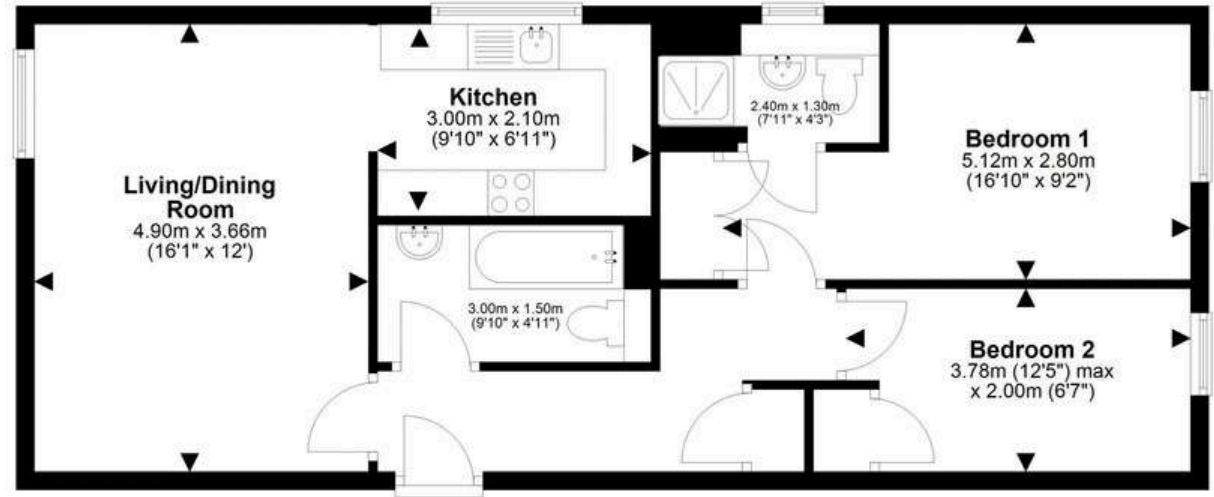 Kitchen
3.00m x 2.10m
(9'10" x 6'11")
2.40m x 1.30m
(7'11" x 4'3")
Bedroom 1
5.12m x 2.80m
(16'10" x 9'2")
Living/Dining
Room
4.90m x 3.66m
(16'1" x 12')
3.00m x 1.50m
(9'10" x 4'11")
Bedroom 2
3.78m (12'5") max
x 2.00m (6'7")